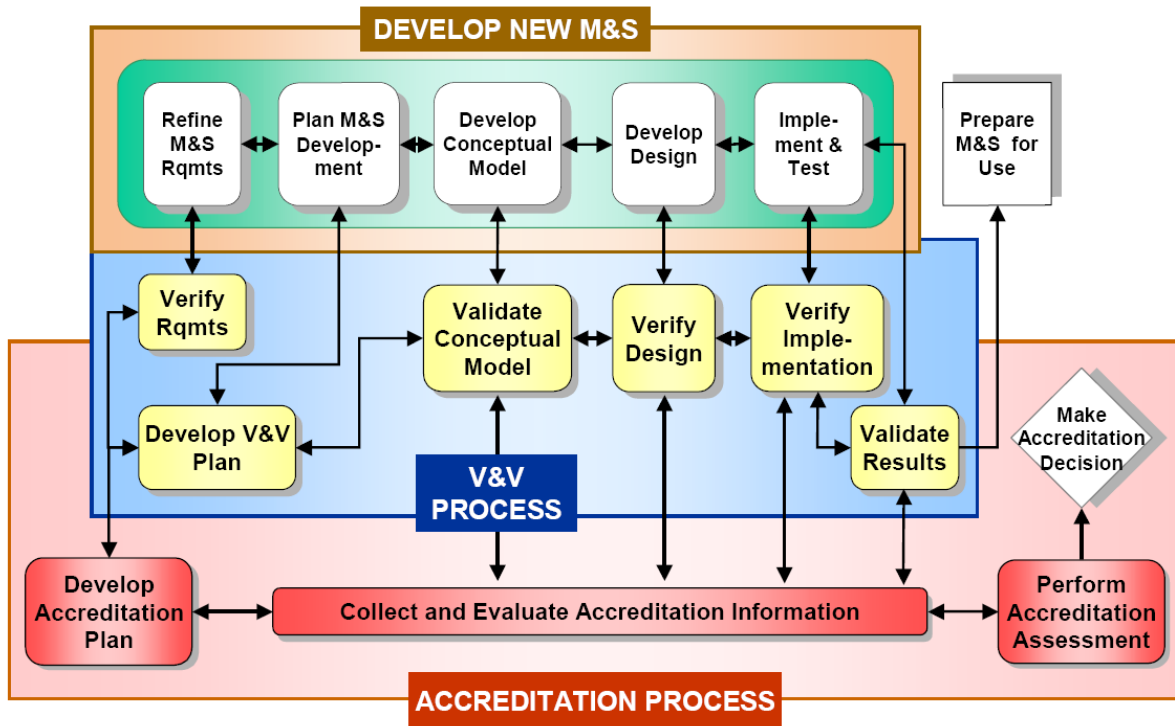 DEVELOP NEW M&S
Refine
M&S
Rqmts
Plan M&S
Develop-
ment
Develop
Conceptual
Model
Develop
Design
Imple-
ment &
Test
Prepare
M&S for
Use
Verify
Rqmts
Validate
Conceptual
Model
Verify
Design
Verify
Imple-
mentation
Develop V&V
Plan
Validate
Results
Make
Accreditation
Decision
V&V
PROCESS
Develop
Accreditation
Plan
Collect and Evaluate Accreditation Information
Perform
Accreditation
Assessment
ACCREDITATION PROCESS